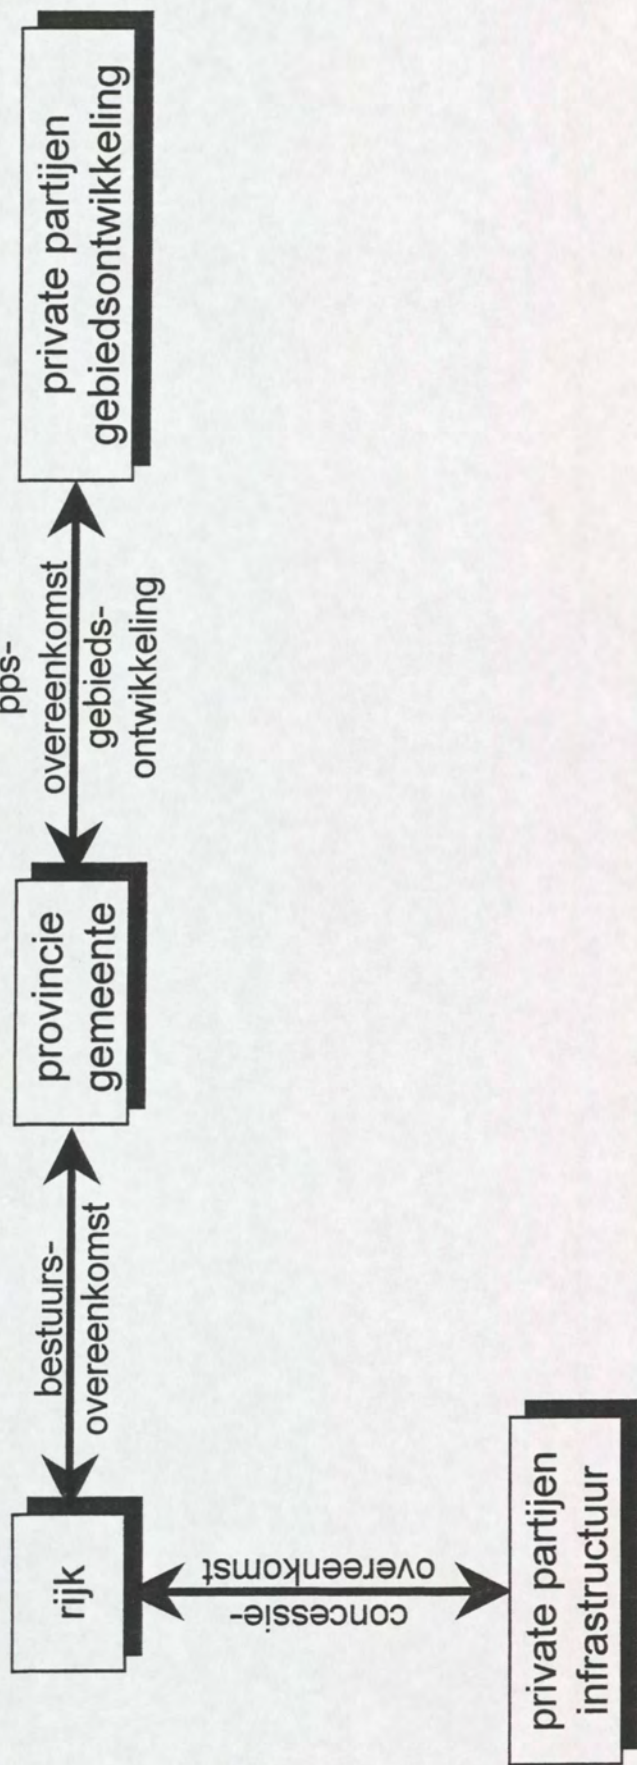 rijk
bestuurs-
overeenkomst
provincie
gemeente
pps-
overeenkomst
gebieds-
ontwikkeling
private partijen
gebiedsontwikkeling
concessie-
overeenkomst
private partijen
infrastructuur